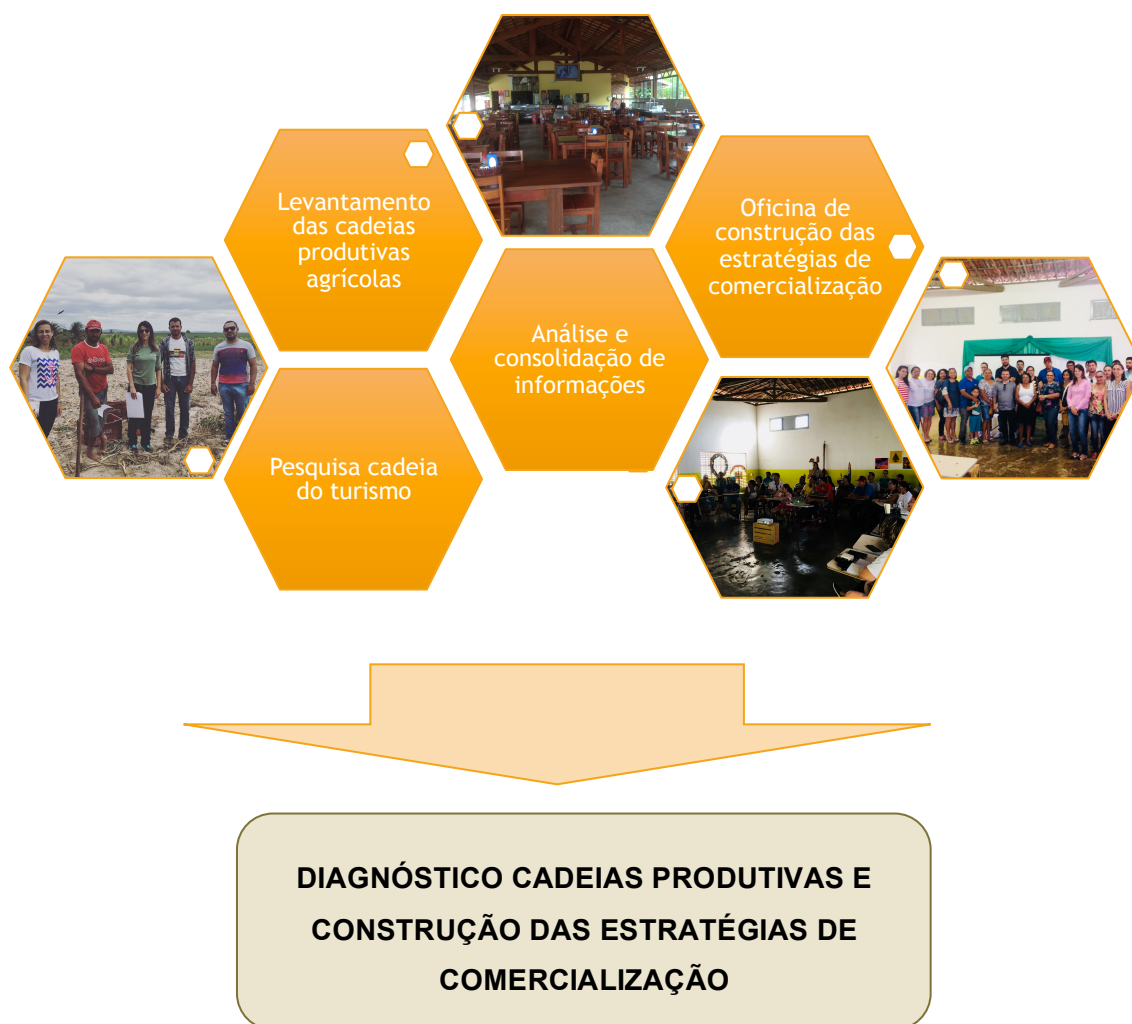 Levantamento
das cadeias
produtivas
agrícolas
Oficina de
construção das
estratégias de
comercialização
Análise e
consolidação de
informações
Pesquisa cadeia
do turismo
DIAGNÓSTICO CADEIAS PRODUTIVAS E
CONSTRUÇÃO DAS ESTRATÉGIAS DE
COMERCIALIZAÇÃO